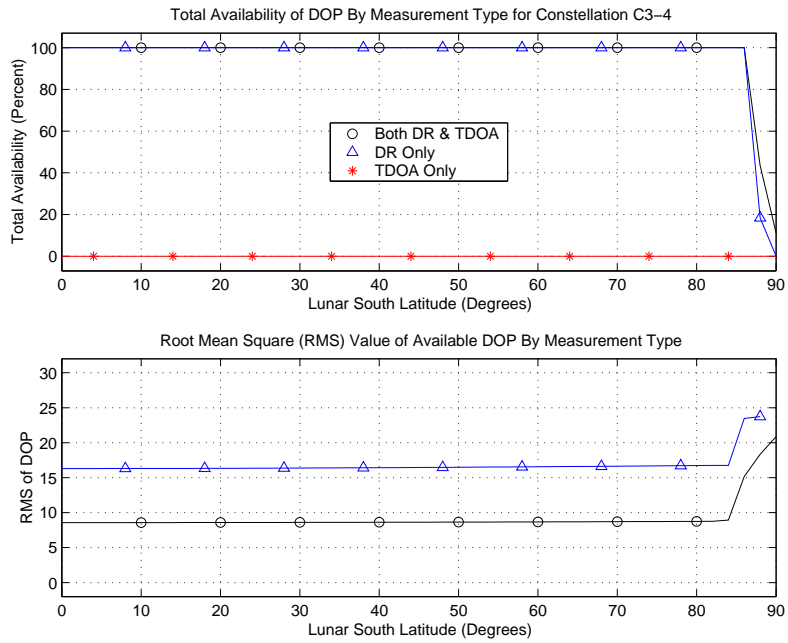 Total Availability of DOP By Measurement Type for Constellation C3−4
Total Availability (Percent)
100
80
60
40
20
0
Both DR & TDOA
DR Only
TDOA Only
0 10 20 30 40 50 60 70 80 90
Lunar South Latitude (Degrees)
Root Mean Square (RMS) Value of Available DOP By Measurement Type
RMS of DOP
30
25
20
15
10
5
0
0 10 20 30 40 50 60 70 80 90
Lunar South Latitude (Degrees)